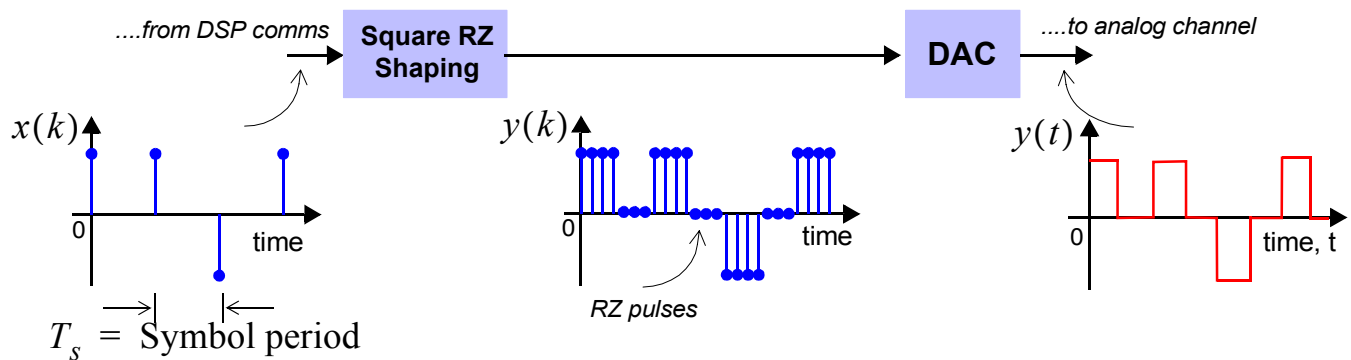 ....from DSP comms
Square RZ
Shaping
DAC
....to analog channel
x(k)
0
time
T_s = Symbol period
y(k)
0
time
RZ pulses
y(t)
0
time, t